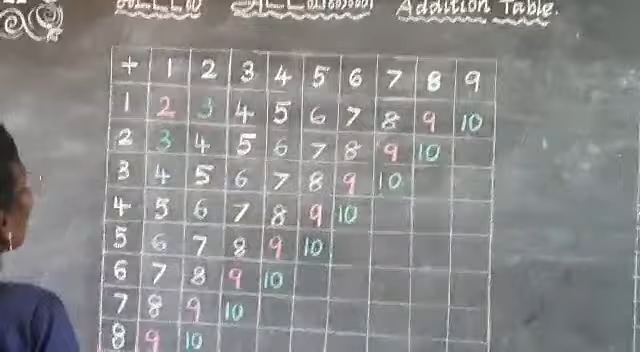 Addition Table.
+ 1 2 3 4 5 6 7 8 9
1 2 3 4 5 6 7 8 9 10
2 3 4 5 6 7 8 9 10
3 4 5 6 7 8 9 10
4 5 6 7 8 9 10
5 6 7 8 9 10
6 7 8 9 10
7 8 9 10
8 9 10